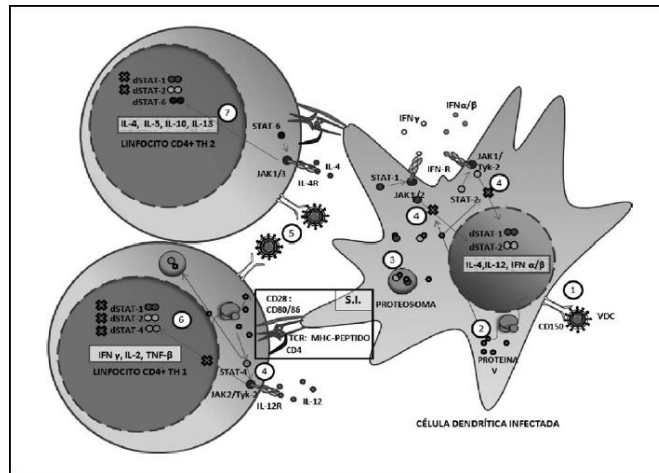 dSTAT-1
dSTAT-2
dSTAT-6
7
IL-4, IL-5, IL-10, IL-13
LINFOCITO CD4+ TH 2
STAT-6
JAK1/3
IL-4
IL-4R
5
IFNγ
IFNα/β
IFN-R
JAK1/
Tyk-2
STAT-1
JAK1/2
STAT-2
4
4
dSTAT-1
dSTAT-2
IL-4,IL-12, IFN α/β
3
PROTEOSOMA
1
VDC
CD150
2
PROTEINA
V
CÉLULA DENDRÍTICA INFECTADA
CD28 :
CD80/86
S.I.
TCR: MHC-PEPTIDO
CD4
dSTAT-1
dSTAT-2
dSTAT-4
6
IFN γ, IL-2, TNF-β
LINFOCITO CD4+ TH 1
STAT-4
4
JAK2/Tyk-2
IL-12R
IL-12